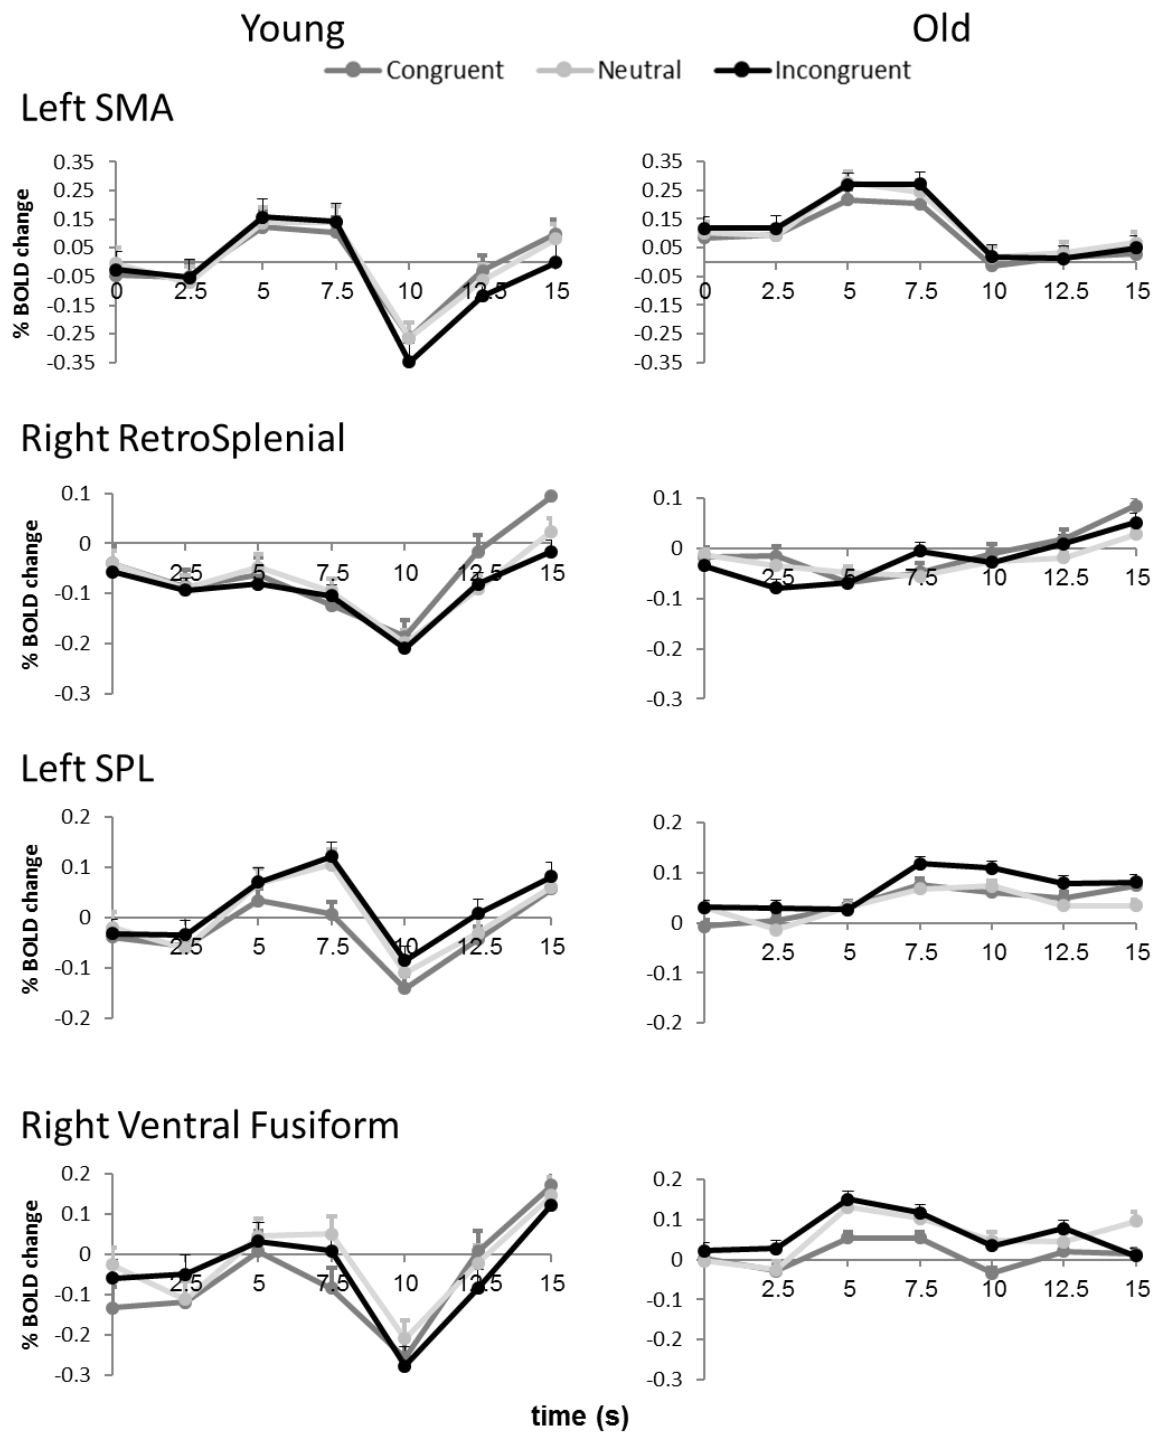 Young Old
Congruent Neutral Incongruent
Left SMA
% BOLD change
0.35
0.25
0.15
0.05
-0.05
-0.15
-0.25
-0.35
0 2.5 5 7.5 10 12.5 15
0.35
0.25
0.15
0.05
-0.05
-0.15
-0.25
-0.35
0 2.5 5 7.5 10 12.5 15
Right RetroSplenial
% BOLD change
0.1
0
-0.1
-0.2
-0.3
2.5 5 7.5 10 12.5 15
0.1
0
-0.1
-0.2
-0.3
2.5 5 7.5 10 12.5 15
Left SPL
% BOLD change
0.2
0.1
0
-0.1
-0.2
2.5 5 7.5 10 12.5 15
0.2
0.1
0
-0.1
-0.2
2.5 5 7.5 10 12.5 15
Right Ventral Fusiform
% BOLD change
0.2
0.1
0
-0.1
-0.2
-0.3
2.5 5 7.5 10 12.5 15
0.2
0.1
0
-0.1
-0.2
-0.3
2.5 5 7.5 10 12.5 15
time (s)